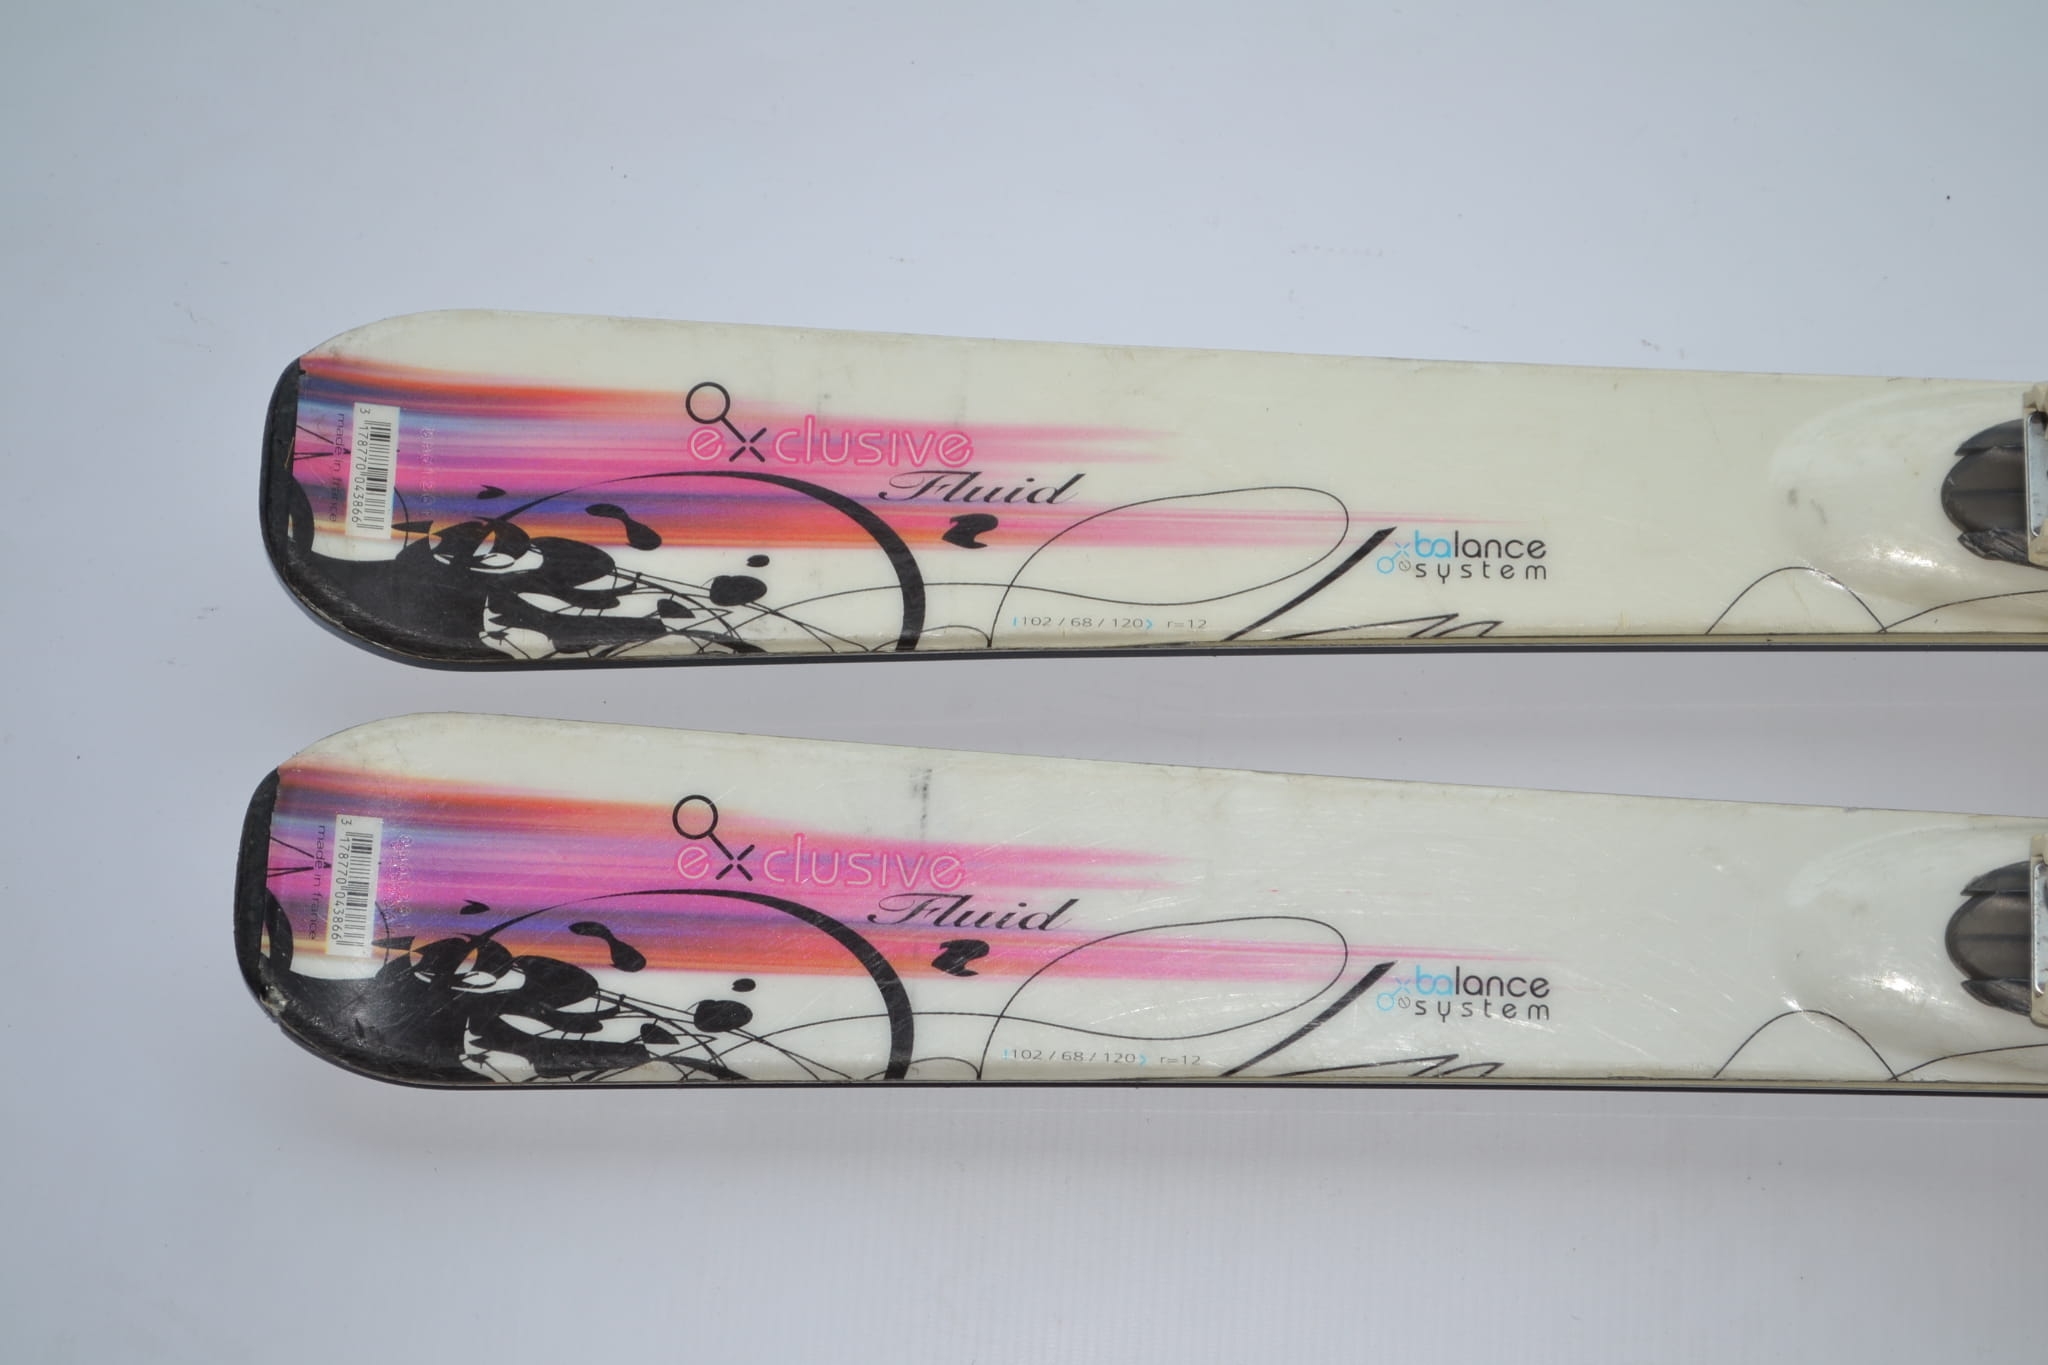 exclusive
Fluid
balance
system
102 / 68 / 120 r=12
made in france
3 178770 043866
exclusive
Fluid
balance
system
102 / 68 / 120 r=12
made in france
3 178770 043866